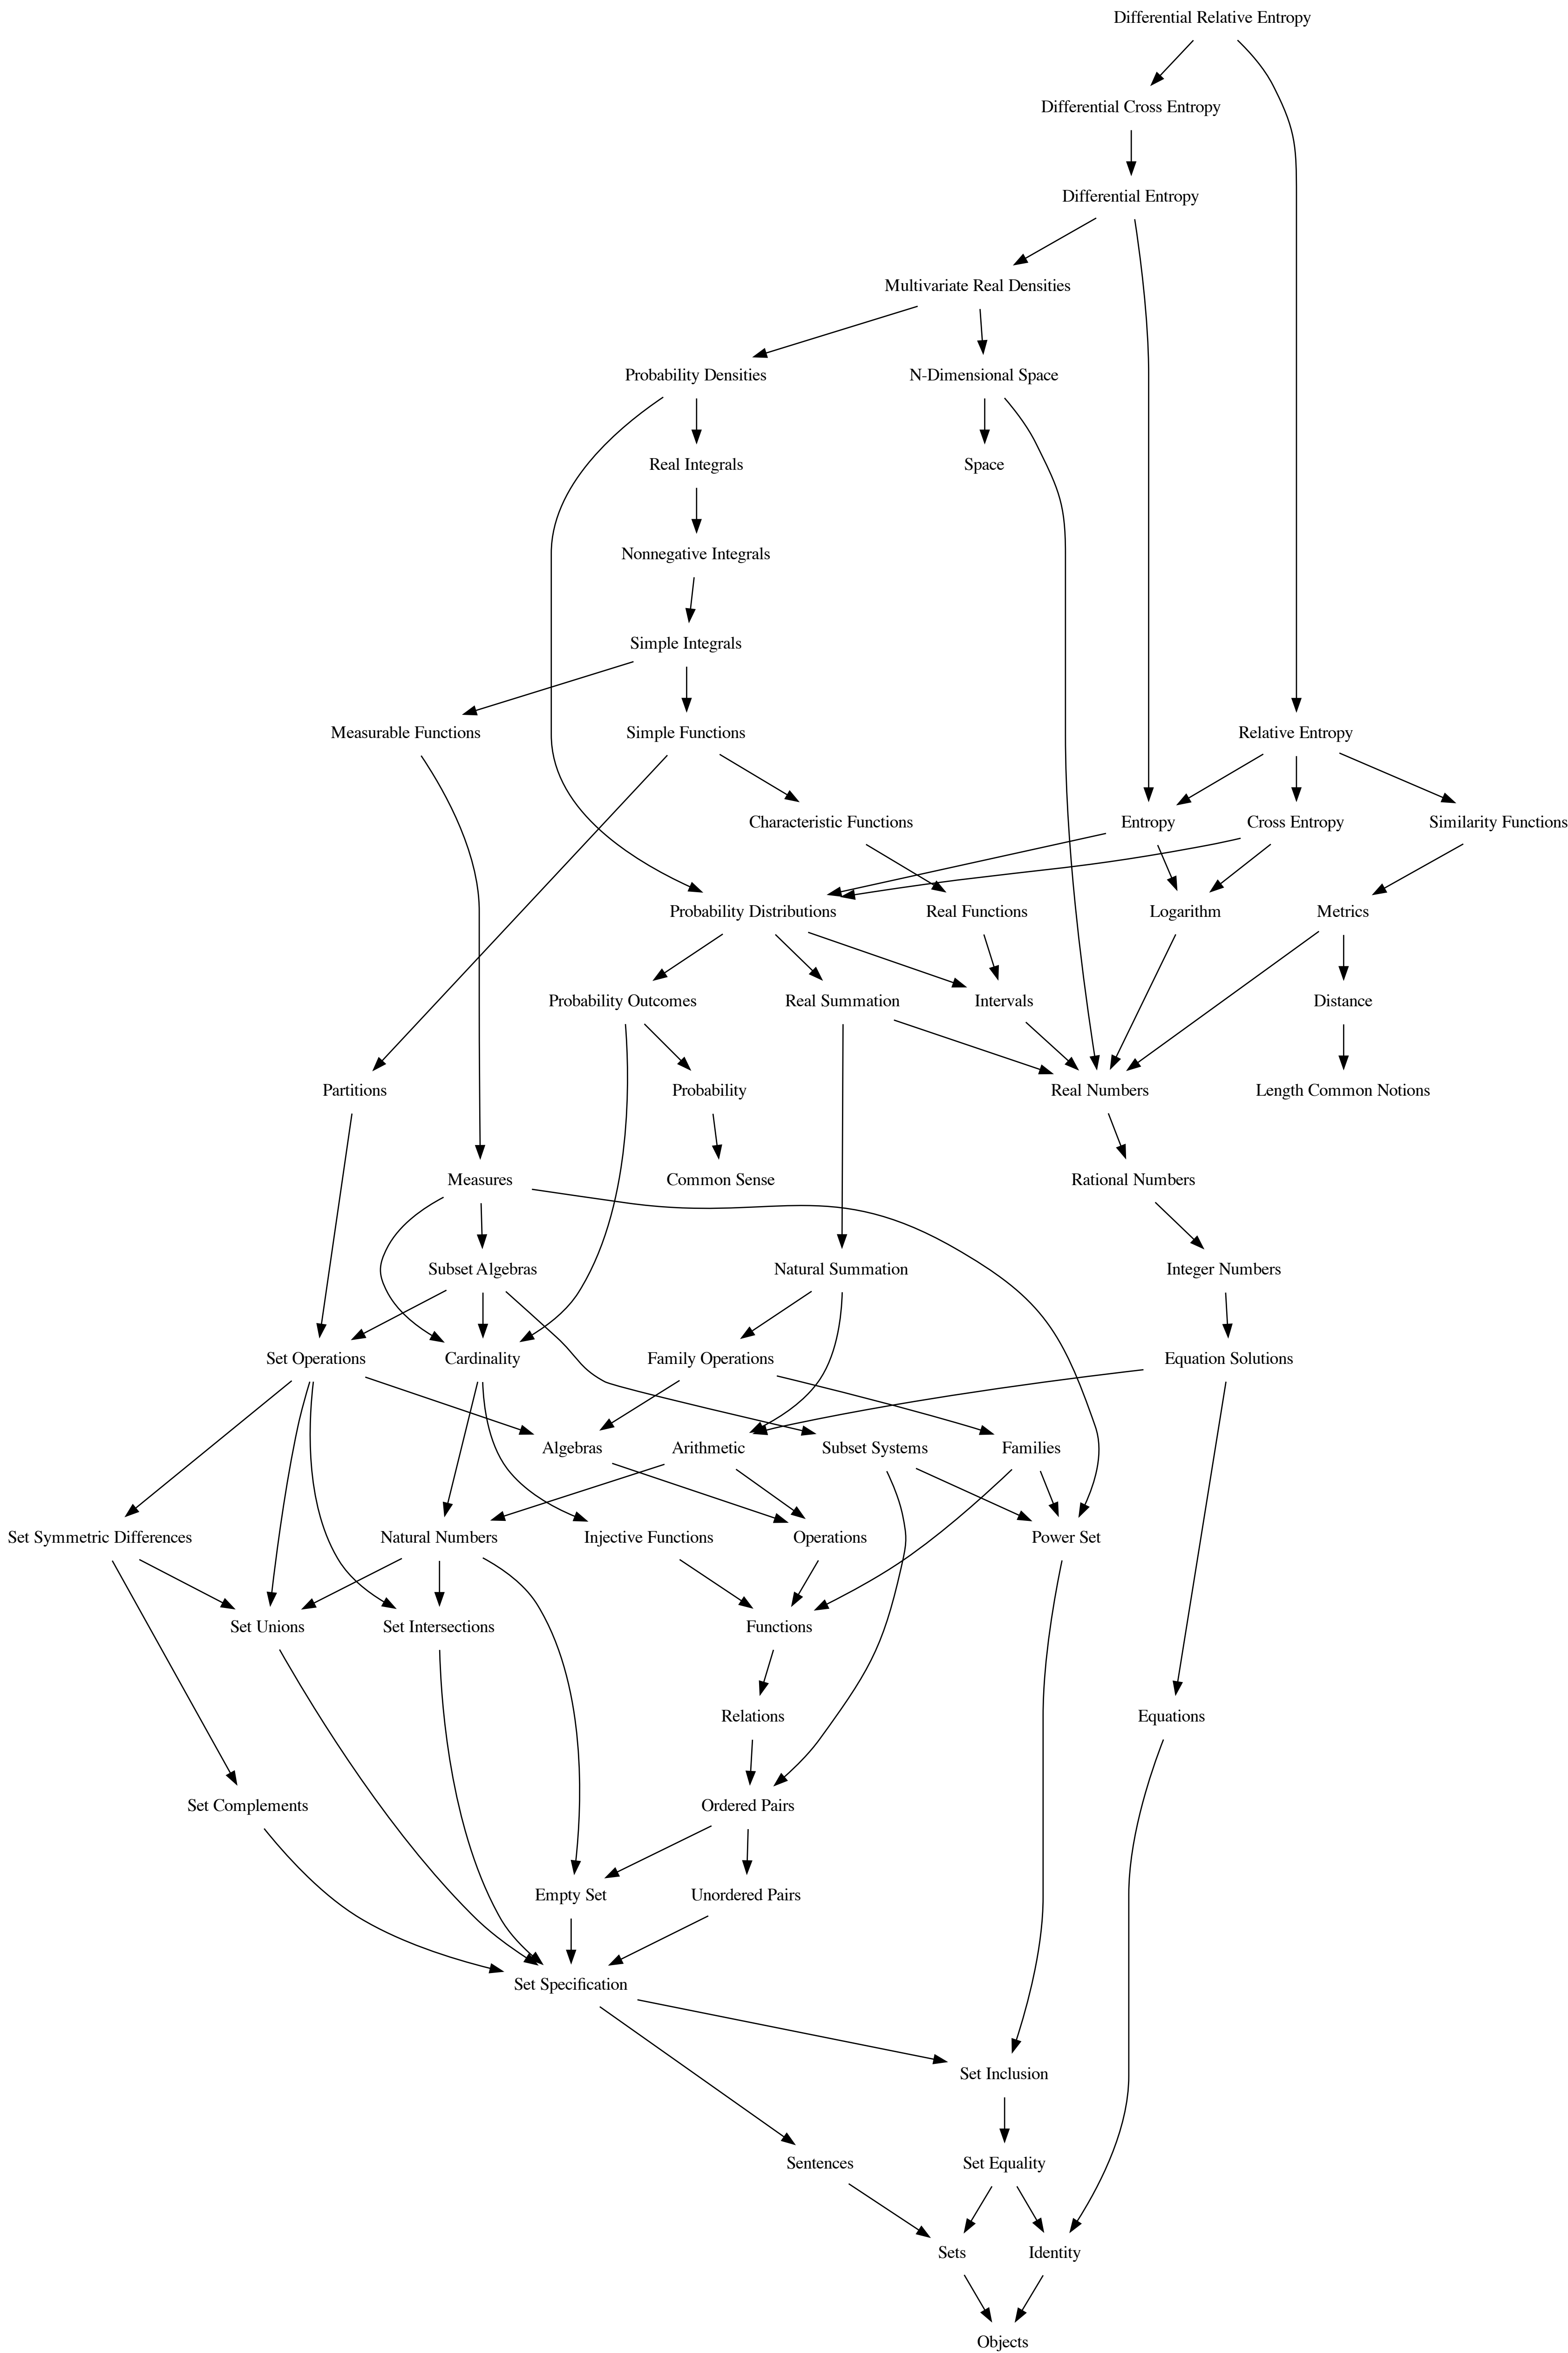 Differential Relative Entropy
Differential Cross Entropy
Differential Entropy
Multivariate Real Densities
Probability Densities
N-Dimensional Space
Real Integrals
Space
Nonnegative Integrals
Simple Integrals
Measurable Functions
Simple Functions
Relative Entropy
Characteristic Functions
Entropy
Cross Entropy
Similarity Functions
Probability Distributions
Real Functions
Logarithm
Metrics
Probability Outcomes
Real Summation
Intervals
Distance
Partitions
Probability
Real Numbers
Length Common Notions
Measures
Common Sense
Rational Numbers
Subset Algebras
Natural Summation
Integer Numbers
Set Operations
Cardinality
Family Operations
Equation Solutions
Algebras
Arithmetic
Subset Systems
Families
Set Symmetric Differences
Natural Numbers
Injective Functions
Operations
Power Set
Set Unions
Set Intersections
Functions
Relations
Equations
Set Complements
Ordered Pairs
Empty Set
Unordered Pairs
Set Specification
Set Inclusion
Sentences
Set Equality
Sets
Identity
Objects